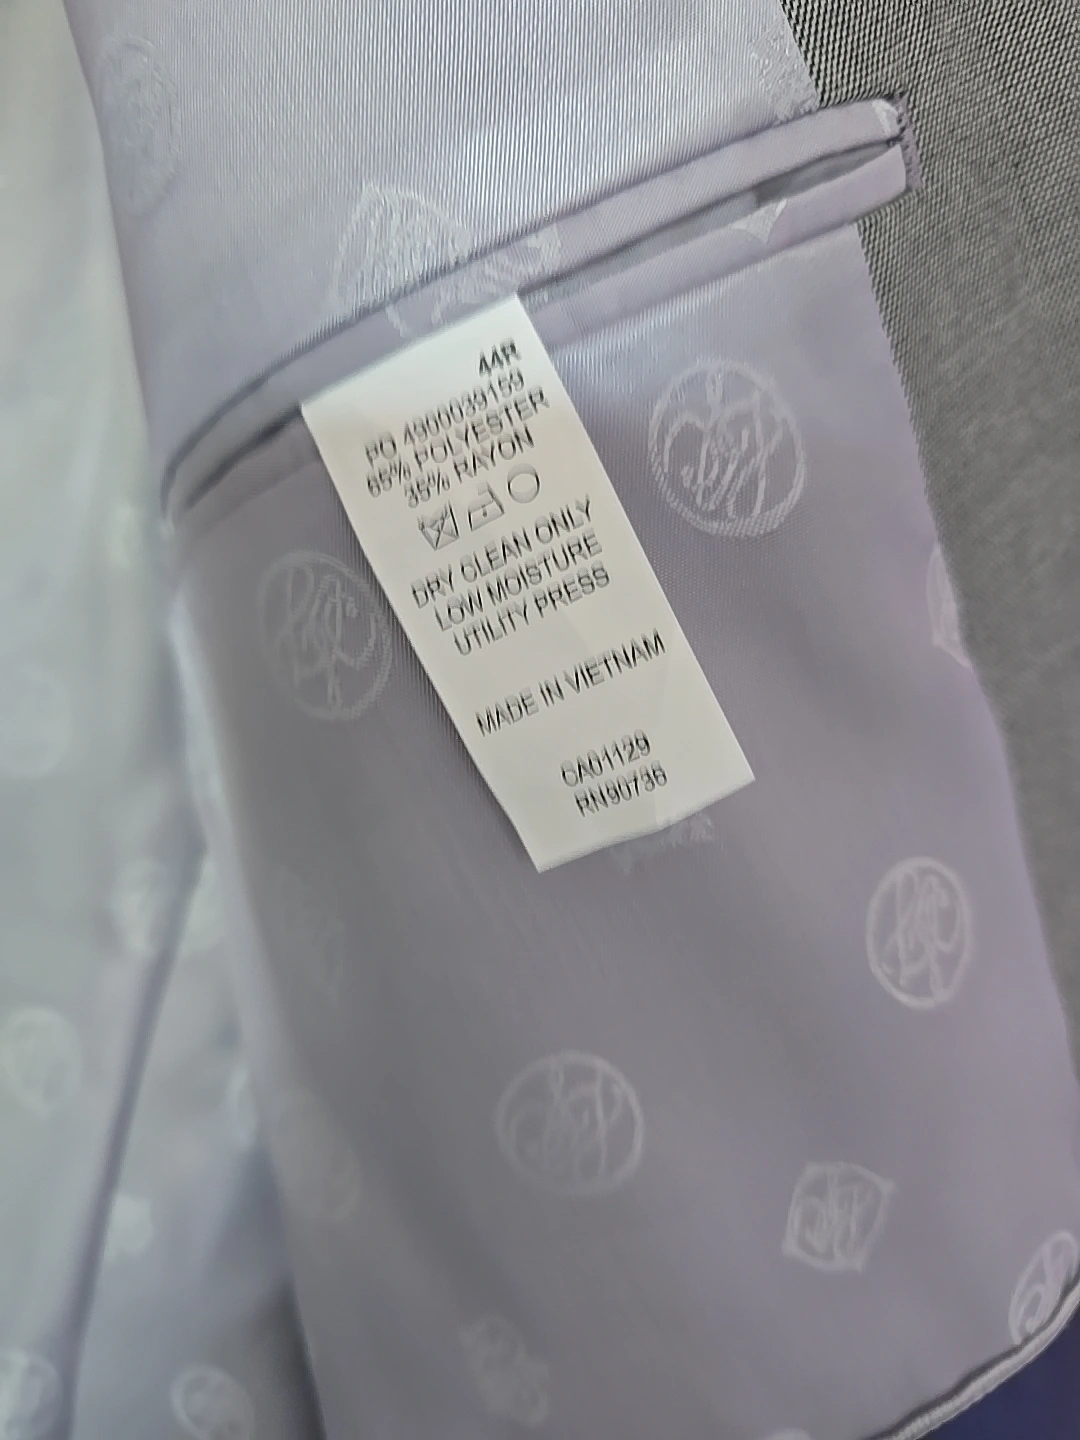 44R
PO 4900039159
65% POLYESTER
35% RAYON
DRY CLEAN ONLY
LOW MOISTURE
UTILITY PRESS
MADE IN VIETNAM
CA01129
RN90736